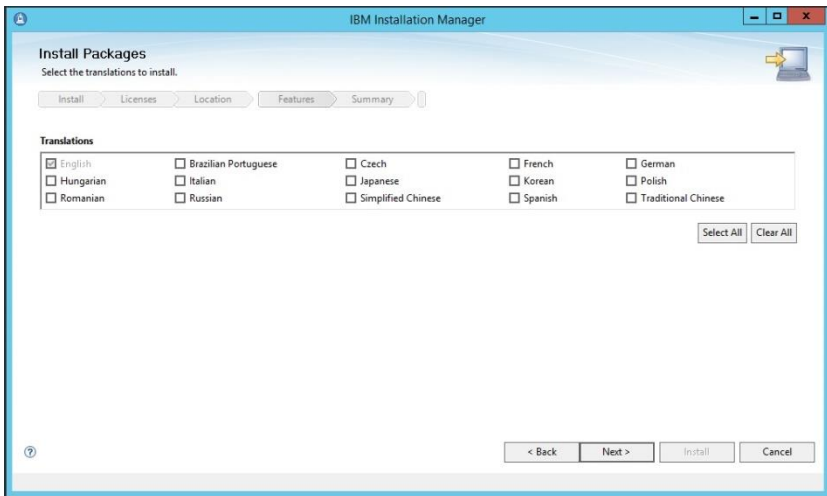 IBM Installation Manager
Install Packages
Select the translations to install.
Install Licenses Location Features Summary
Translations
English Brazilian Portuguese Czech French German
Hungarian Italian Japanese Korean Polish
Romanian Russian Simplified Chinese Spanish Traditional Chinese
Select All Clear All
? < Back Next > Install Cancel